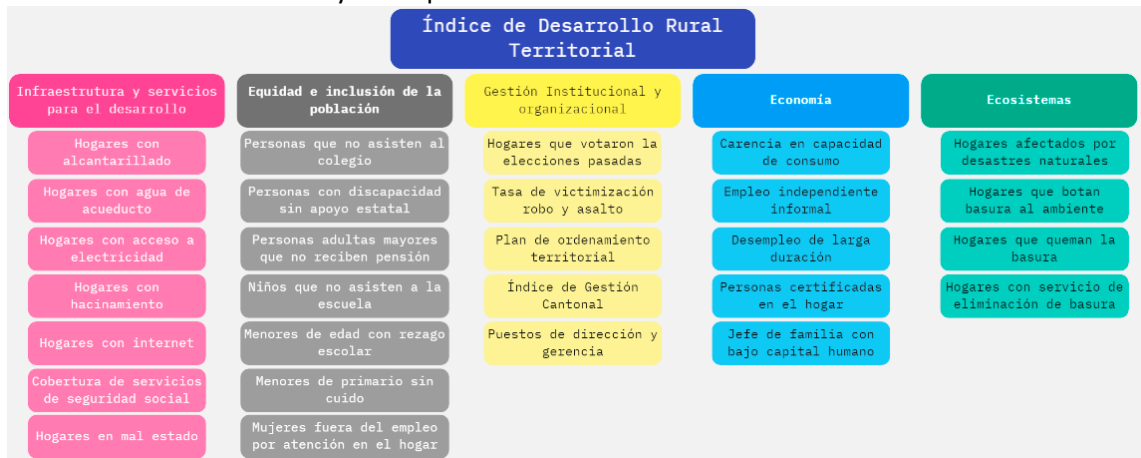 Índice de Desarrollo Rural
Territorial
Infraestrutura y servicios
para el desarrollo
Hogares con
alcantarillado
Hogares con agua de
acueducto
Hogares con acceso a
electricidad
Hogares con
hacinamiento
Hogares con internet
Cobertura de servicios
de seguridad social
Hogares en mal estado
Equidad e inclusión de la
población
Personas que no asisten al
colegio
Personas con discapacidad
sin apoyo estatal
Personas adultas mayores
que no reciben pensión
Niños que no asisten a la
escuela
Menores de edad con rezago
escolar
Menores de primario sin
cuido
Mujeres fuera del empleo
por atención en el hogar
Gestión Institucional y
organizacional
Hogares que votaron la
elecciones pasadas
Tasa de victimización
robo y asalto
Plan de ordenamiento
territorial
Índice de Gestión
Cantonal
Puestos de dirección y
gerencia
Economía
Carencia en capacidad
de consumo
Empleo independiente
informal
Desempleo de larga
duración
Personas certificadas
en el hogar
Jefe de familia con
bajo capital humano
Ecosistemas
Hogares afectados por
desastres naturales
Hogares que botan
basura al ambiente
Hogares que queman la
basura
Hogares con servicio de
eliminación de basura